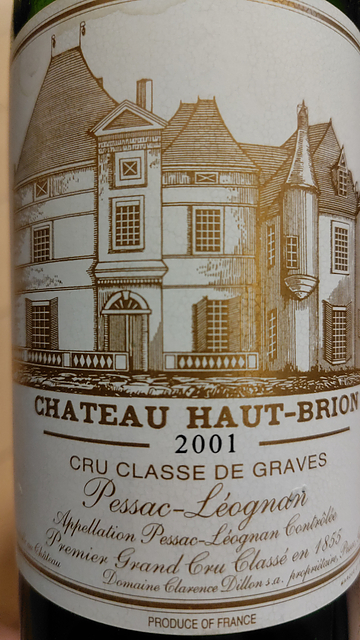 CHATEAU HAUT-BRION
2001
CRU CLASSE DE GRAVES
Pessac-Léognan
Appellation Pessac-Léognan Contrôlée
Premier Grand Cru Classé en 1855
Château
Domaine Clarence Dillon s.a. propriétaire,
PRODUCE OF FRANCE